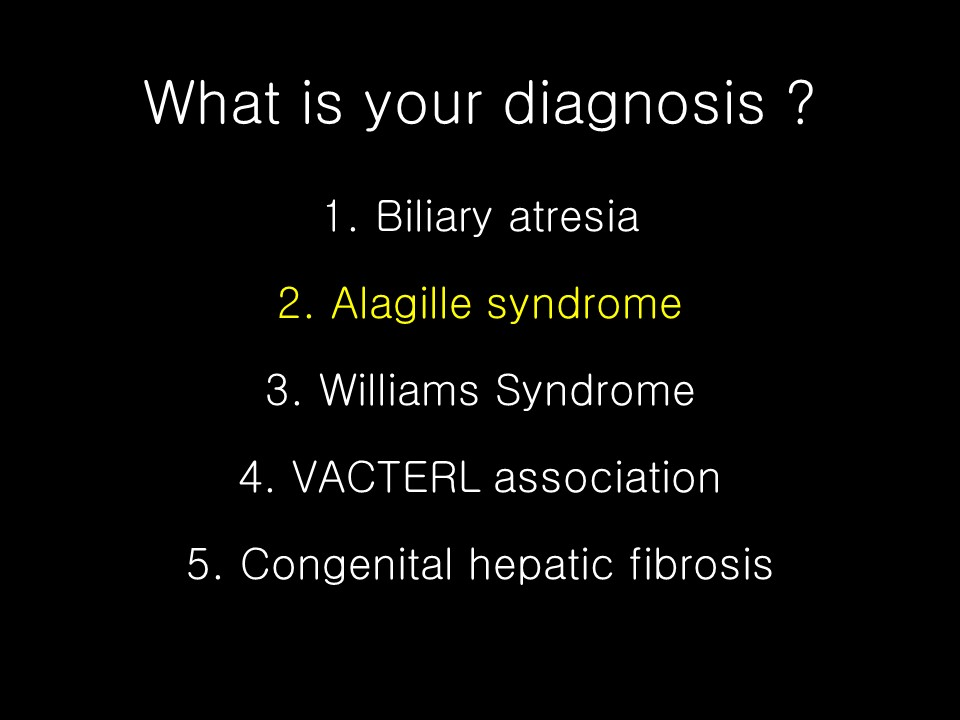 What is your diagnosis ?
1. Biliary atresia
2. Alagille syndrome
3. Williams Syndrome
4. VACTERL association
5. Congenital hepatic fibrosis